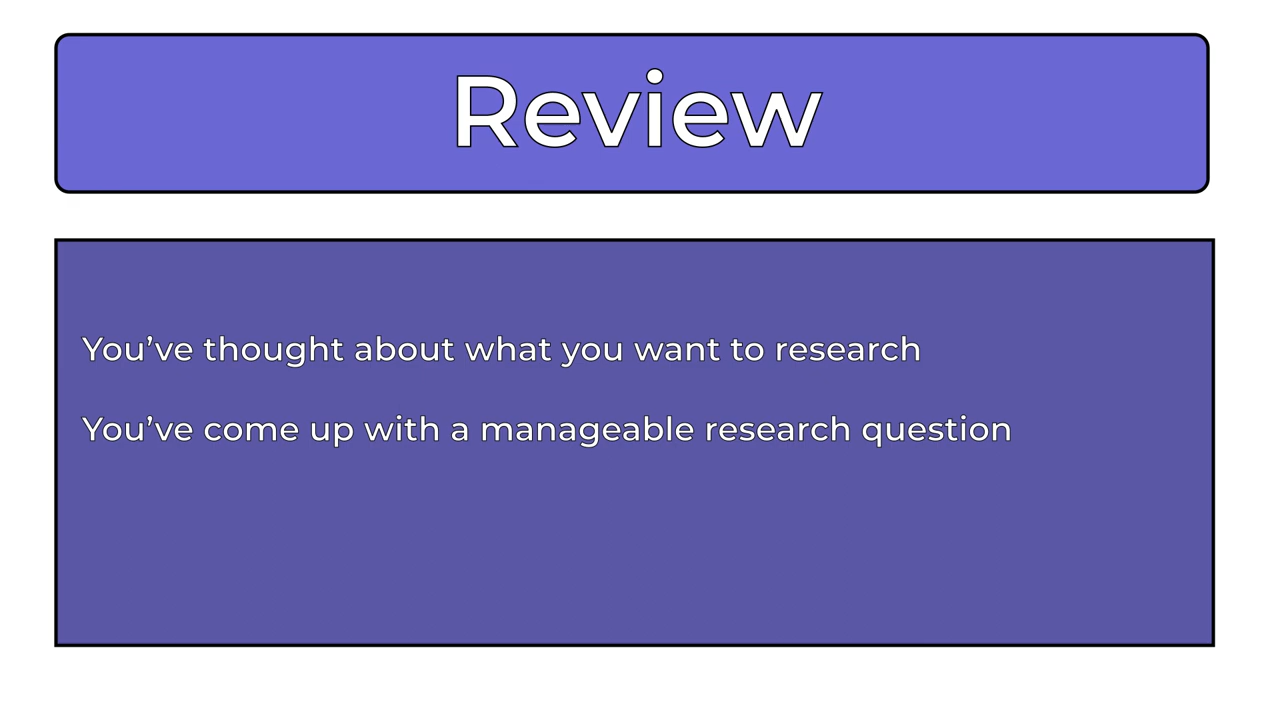 Review
You’ve thought about what you want to research
You’ve come up with a manageable research question